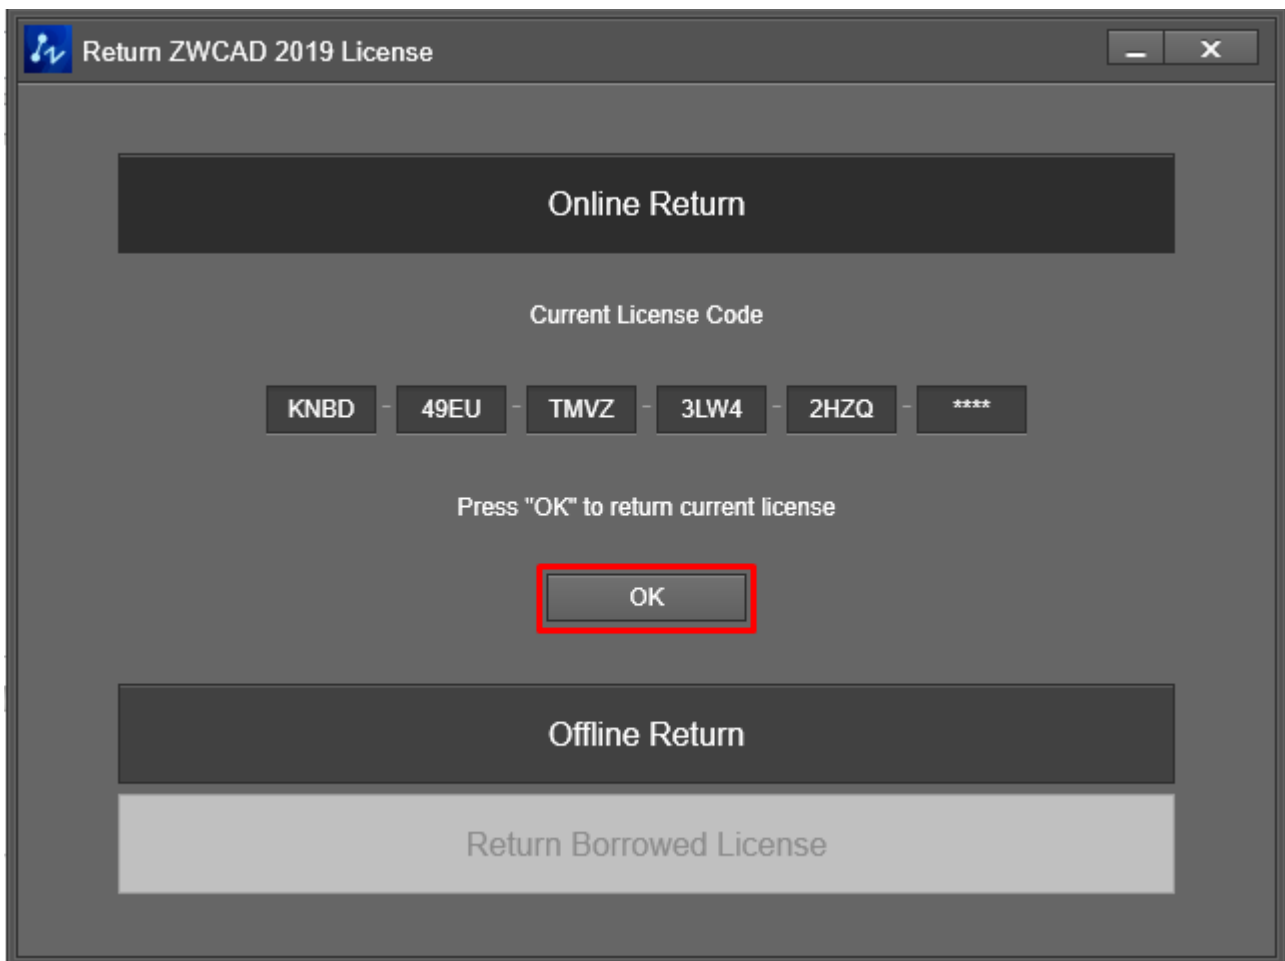 Return ZWCAD 2019 License
Online Return
Current License Code
KNBD - 49EU - TMVZ - 3LW4 - 2HZQ - ****
Press "OK" to return current license
OK
Offline Return
Return Borrowed License